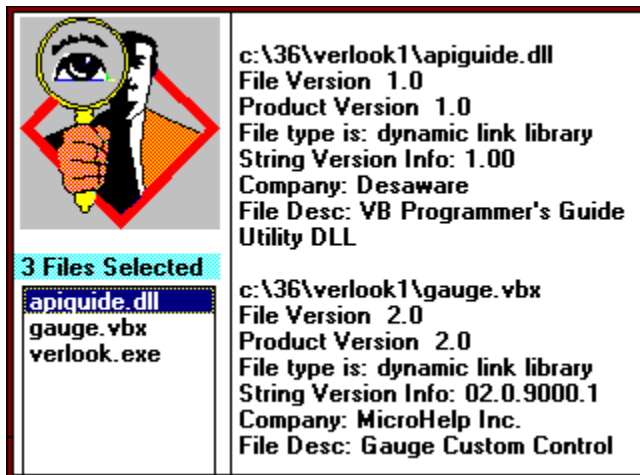 3 Files Selected
apiguide.dll
gauge.vbx
verlook.exe
c:\36\verlook1\apiguide.dll
File Version  1.0
Product Version  1.0
File type is: dynamic link library
String Version Info: 1.00
Company: Desaware
File Desc: VB Programmer's Guide
Utility DLL
c:\36\verlook1\gauge.vbx
File Version  2.0
Product Version  2.0
File type is: dynamic link library
String Version Info: 02.0.9000.1
Company: MicroHelp Inc.
File Desc: Gauge Custom Control